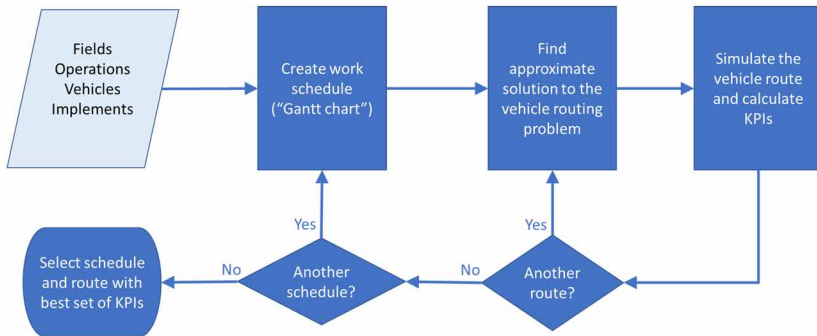 Fields
Operations
Vehicles
Implements
Create work
schedule
("Gantt chart")
Find
approximate
solution to the
vehicle routing
problem
Simulate the
vehicle route
and calculate
KPIs
Yes
Yes
Select schedule
and route with
best set of KPIs
No
Another
schedule?
No
Another
route?